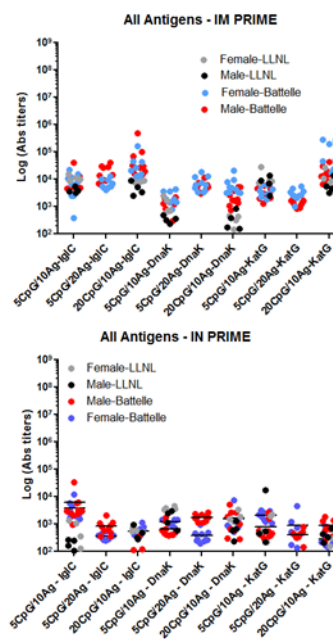 All Antigens - IM PRIME
Female-LLNL
Male-LLNL
Female-Battelle
Male-Battelle
Log (Abs titers)
10⁹
10⁸
10⁷
10⁶
10⁵
10⁴
10³
10²
5CpG/10Ag-IglC
5CpG/20Ag-IglC
20CpG/10Ag-IglC
5CpG/10Ag-DnaK
5CpG/20Ag-DnaK
20CpG/10Ag-DnaK
5CpG/10Ag-KatG
5CpG/20Ag-KatG
20CpG/10Ag-KatG
All Antigens - IN PRIME
Female-LLNL
Male-LLNL
Male-Battelle
Female-Battelle
Log (Abs titers)
10⁹
10⁸
10⁷
10⁶
10⁵
10⁴
10³
10²
5CpG/10Ag - IglC
5CpG/20Ag - IglC
20CpG/10Ag - IglC
5CpG/10Ag - DnaK
5CpG/20Ag - DnaK
20CpG/10Ag - DnaK
5CpG/10Ag - KatG
5CpG/20Ag - KatG
20CpG/10Ag - KatG